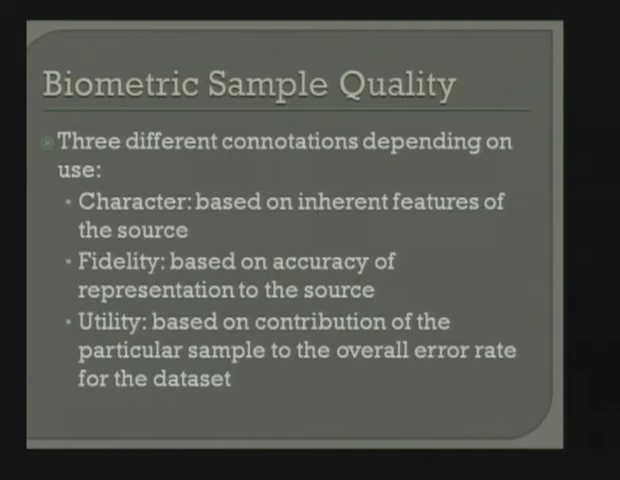 Biometric Sample Quality
Three different connotations depending on
use:
Character: based on inherent features of
the source
Fidelity: based on accuracy of
representation to the source
Utility: based on contribution of the
particular sample to the overall error rate
for the dataset